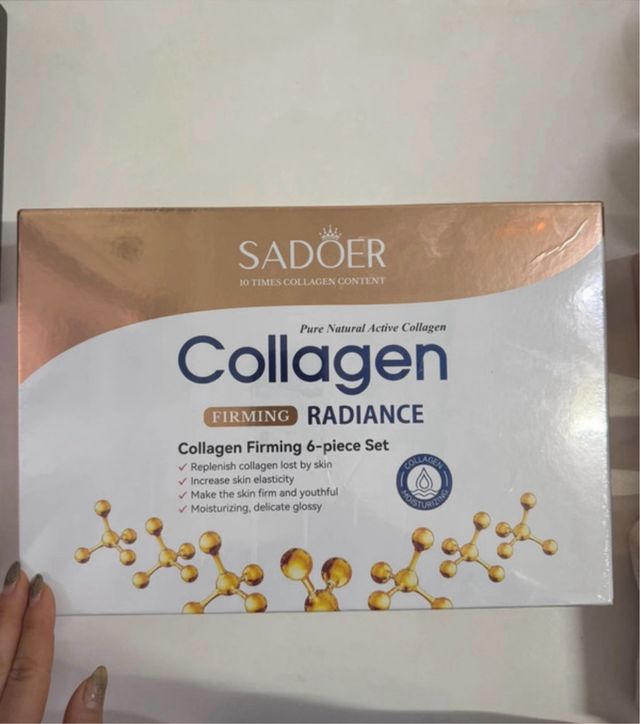 SADOER
10 TIMES COLLAGEN CONTENT
Pure Natural Active Collagen
Collagen
FIRMING RADIANCE
Collagen Firming 6-piece Set
✓ Replenish collagen lost by skin
✓ Increase skin elasticity
✓ Make the skin firm and youthful
✓ Moisturizing, delicate glossy
COLLAGEN
MOISTURIZING